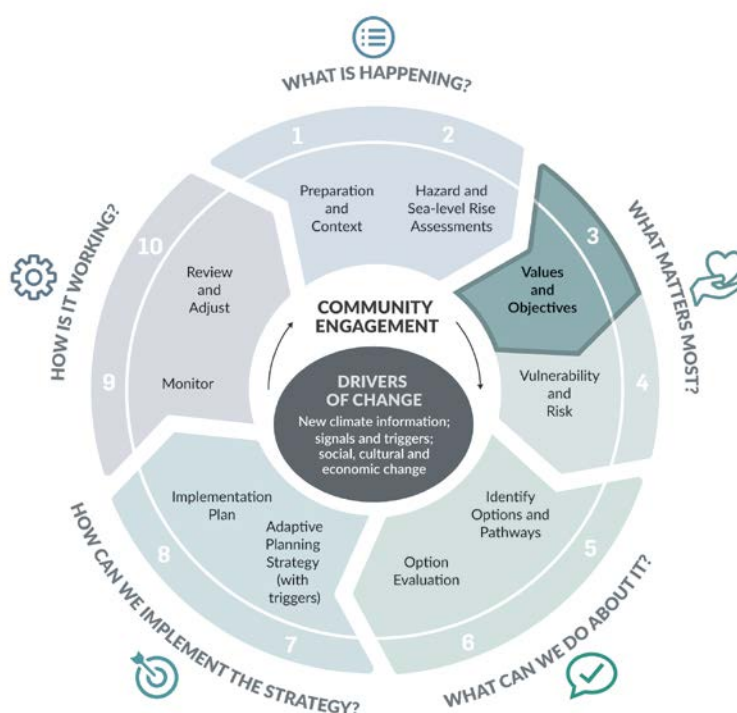 WHAT IS HAPPENING?
1
2
Preparation
and
Context
Hazard and
Sea-level Rise
Assessments
WHAT MATTERS MOST?
3
Values
and
Objectives
4
Vulnerability
and
Risk
WHAT CAN WE DO ABOUT IT?
5
Identify
Options and
Pathways
6
Option
Evaluation
HOW CAN WE IMPLEMENT THE STRATEGY?
7
Adaptive
Planning
Strategy
(with
triggers)
8
Implementation
Plan
HOW IS IT WORKING?
9
Monitor
10
Review
and
Adjust
COMMUNITY
ENGAGEMENT
DRIVERS
OF CHANGE
New climate information;
signals and triggers;
social, cultural and
economic change